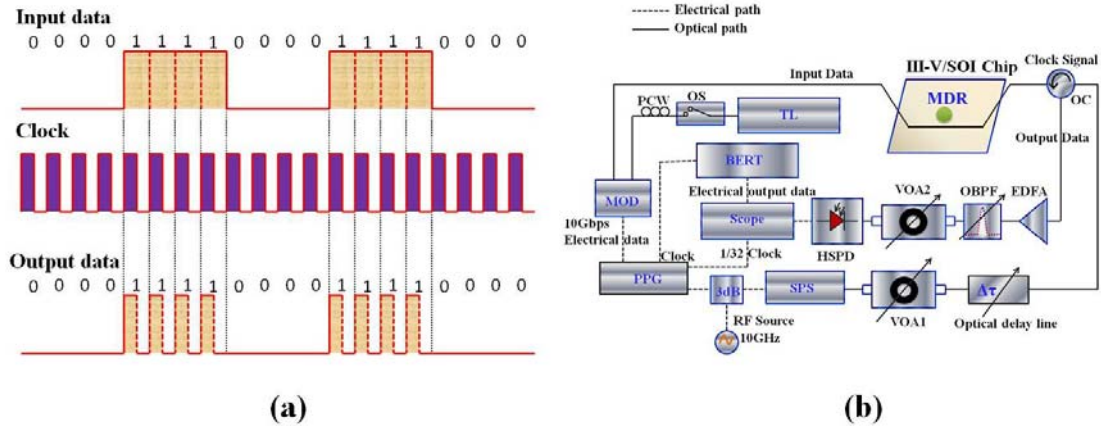 Input data
0 0 0 0 1 1 1 1 0 0 0 0 1 1 1 1 0 0 0 0
Clock
Output data
0 0 0 0 1 1 1 1 0 0 0 0 1 1 1 1 0 0 0 0
(a)
Electrical path
Optical path
III-V/SOI Chip
Clock Signal
Input Data
MDR
OC
PCW
OS
TL
Output Data
BERT
MOD
Electrical output data
VOA2
OBPF
EDFA
10Gbps
Electrical data
Scope
HSPD
Clock
1/32 Clock
PPG
3dB
SPS
VOA1
Δτ
Optical delay line
RF Source
10GHz
(b)